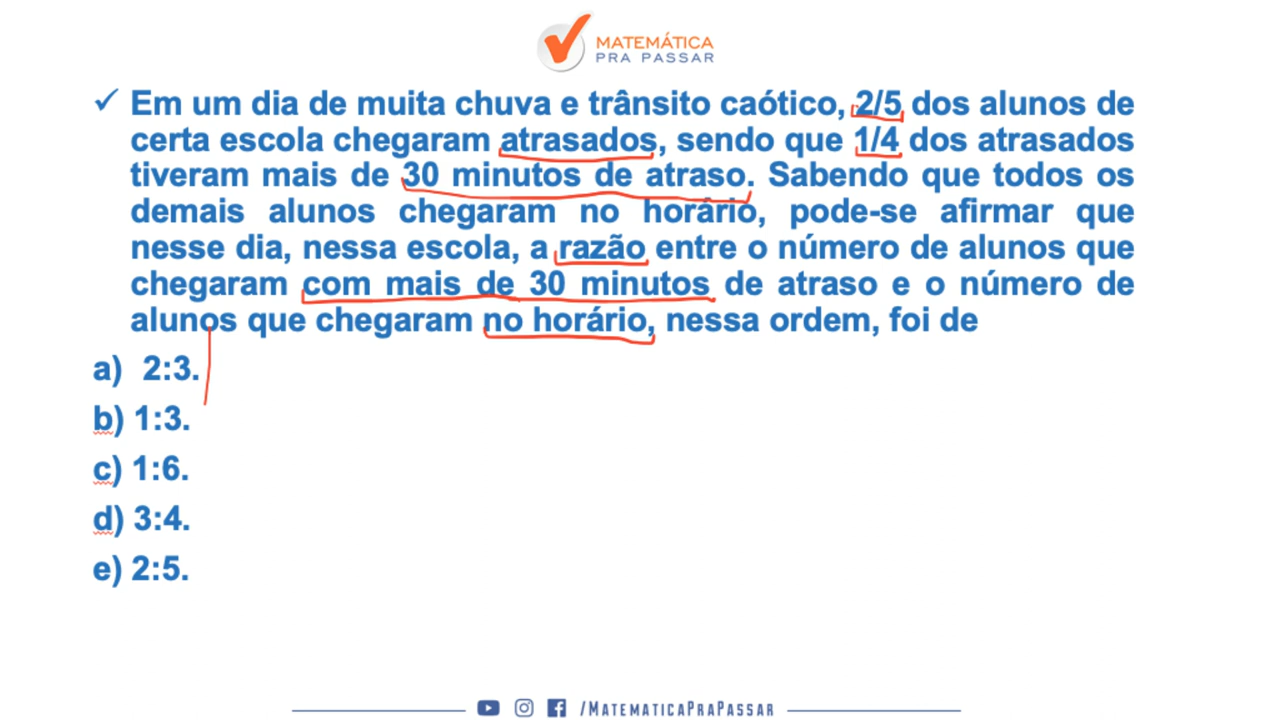 MATEMÁTICA
PRA PASSAR
✓ Em um dia de muita chuva e trânsito caótico, 2/5 dos alunos de
certa escola chegaram atrasados, sendo que 1/4 dos atrasados
tiveram mais de 30 minutos de atraso. Sabendo que todos os
demais alunos chegaram no horário, pode-se afirmar que
nesse dia, nessa escola, a razão entre o número de alunos que
chegaram com mais de 30 minutos de atraso e o número de
alunos que chegaram no horário, nessa ordem, foi de
a) 2:3.
b) 1:3.
c) 1:6.
d) 3:4.
e) 2:5.
/MATEMATICAPRAPASSAR